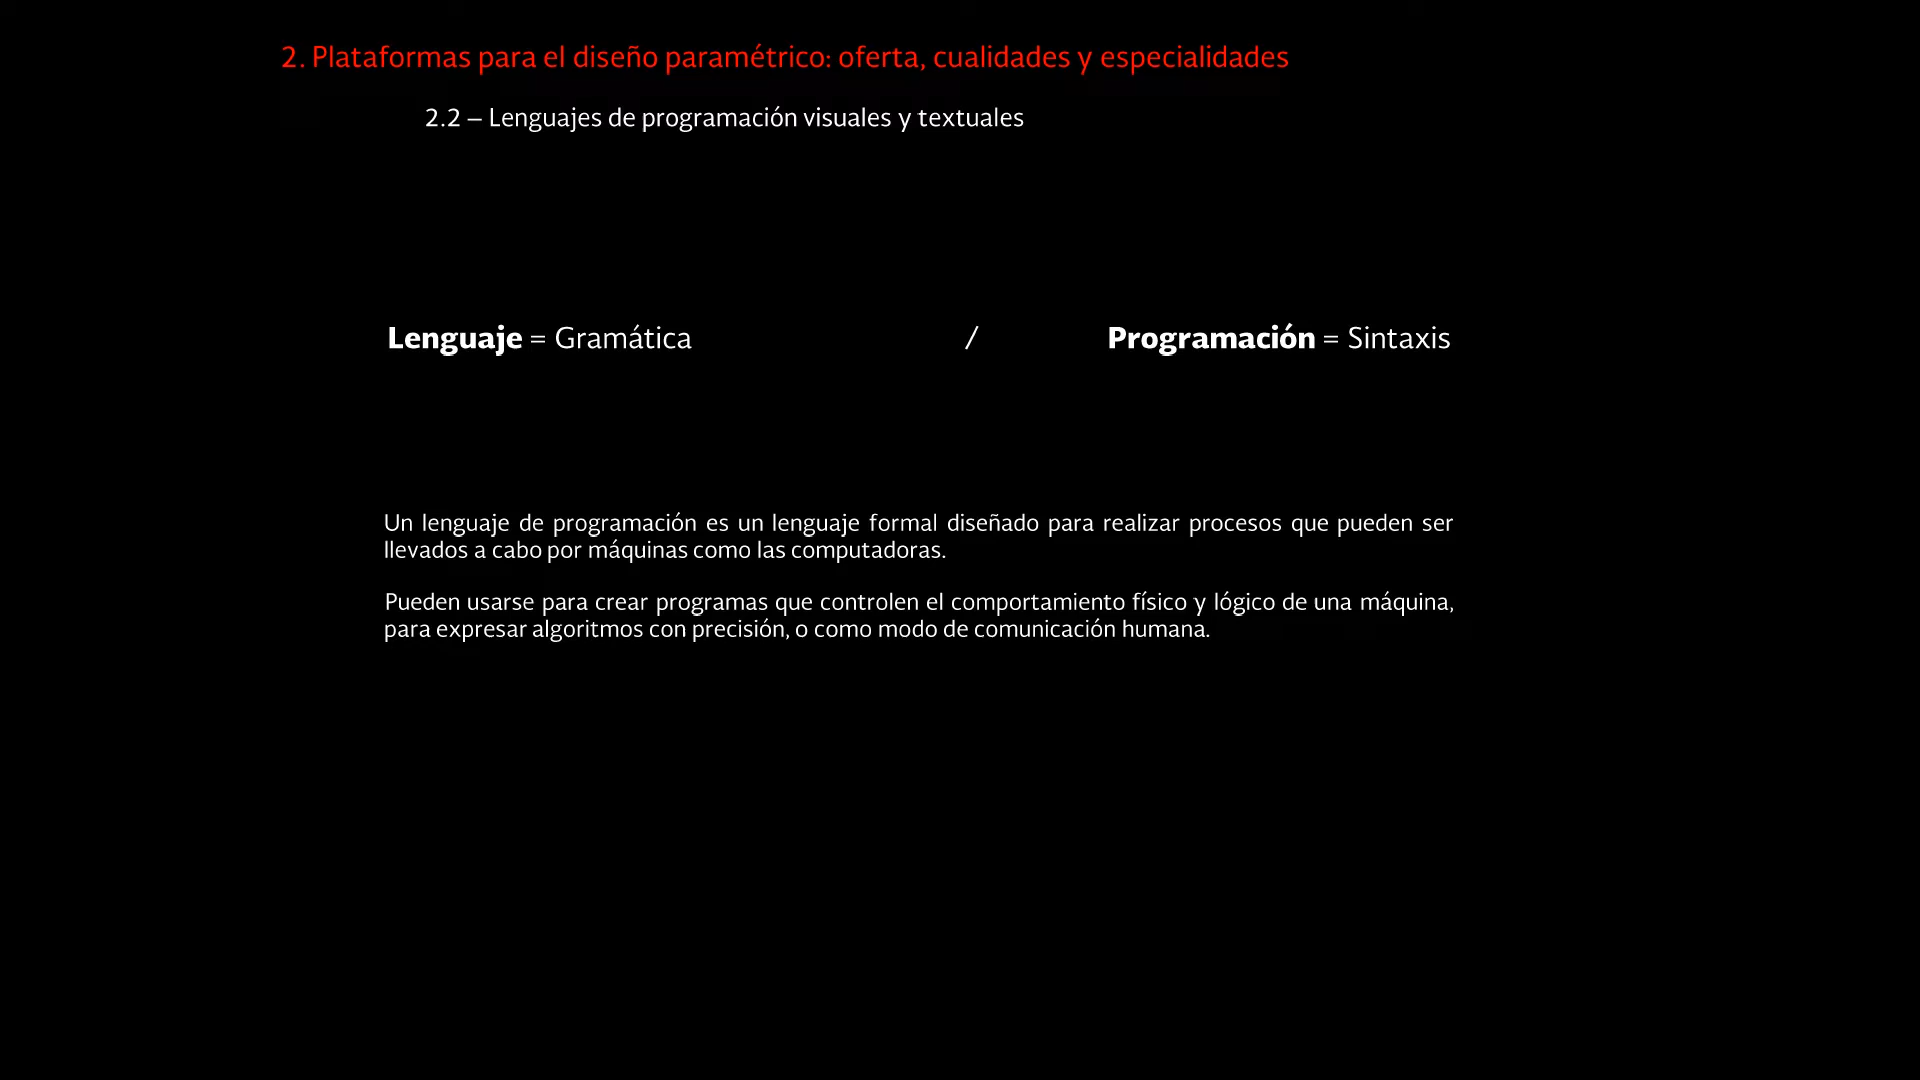 2. Plataformas para el diseño paramétrico: oferta, cualidades y especialidades
2.2 – Lenguajes de programación visuales y textuales
Lenguaje = Gramática / Programación = Sintaxis
Un lenguaje de programación es un lenguaje formal diseñado para realizar procesos que pueden ser
llevados a cabo por máquinas como las computadoras.
Pueden usarse para crear programas que controlen el comportamiento físico y lógico de una máquina,
para expresar algoritmos con precisión, o como modo de comunicación humana.